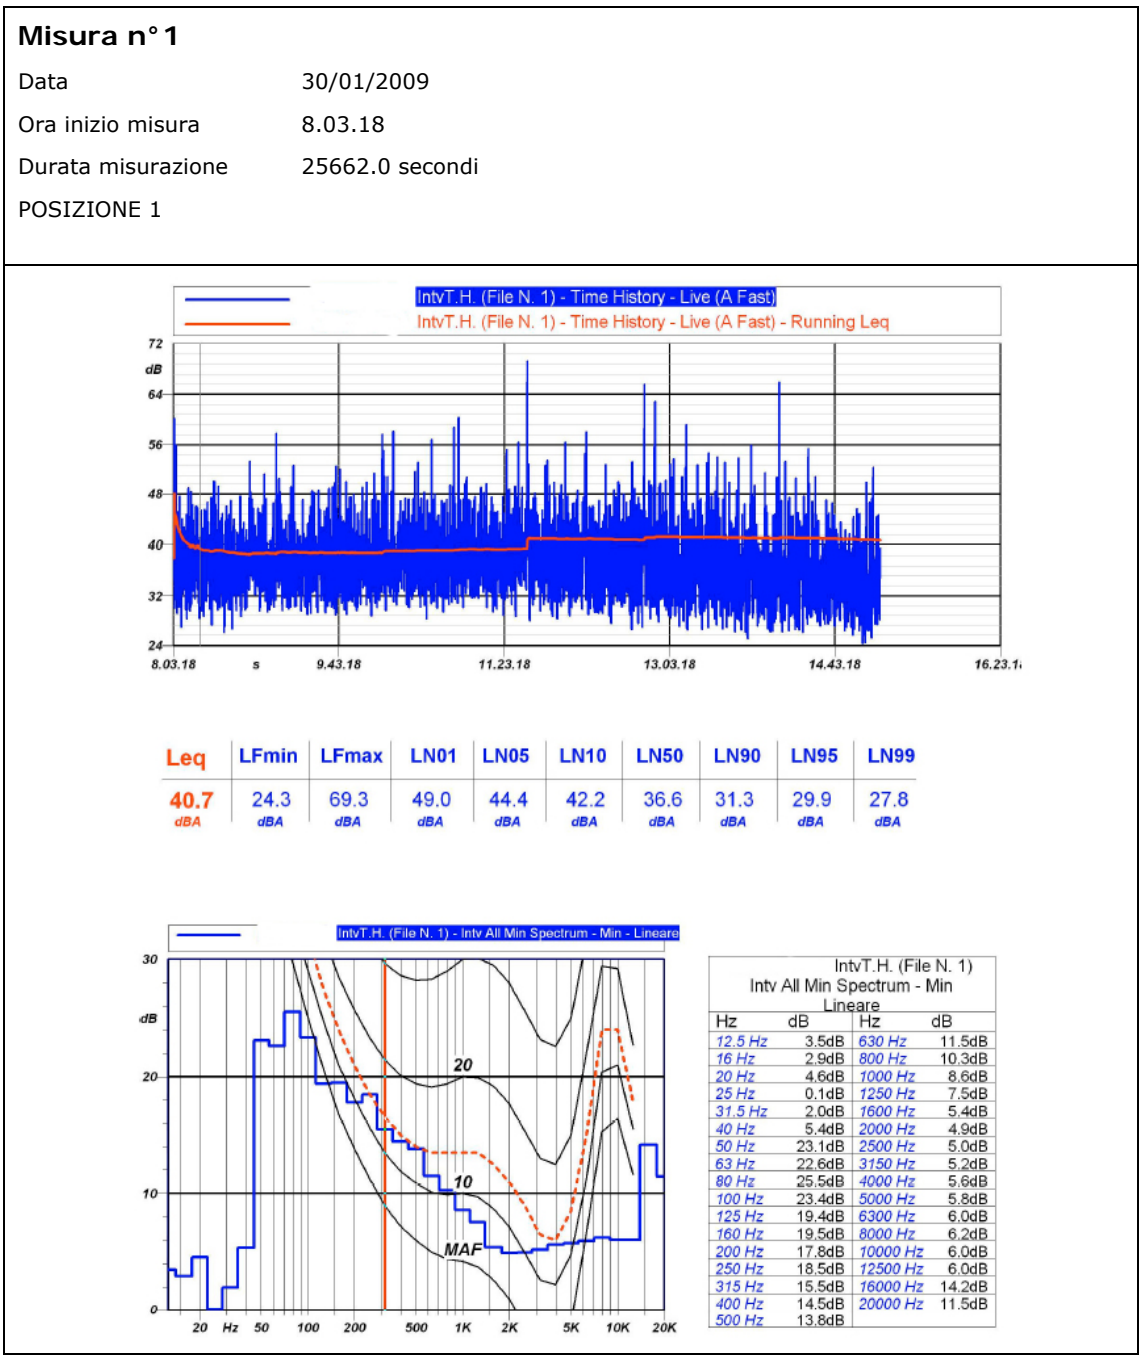 Misura n°1
Data 30/01/2009
Ora inizio misura 8.03.18
Durata misurazione 25662.0 secondi
POSIZIONE 1
IntvT.H. (File N. 1) - Time History - Live (A Fast)
IntvT.H. (File N. 1) - Time History - Live (A Fast) - Running Leq
72
dB
64
56
48
40
32
24
8.03.18 s 9.43.18 11.23.18 13.03.18 14.43.18 16.23.1
Leq LFmin LFmax LN01 LN05 LN10 LN50 LN90 LN95 LN99
40.7 24.3 69.3 49.0 44.4 42.2 36.6 31.3 29.9 27.8
dBA dBA dBA dBA dBA dBA dBA dBA dBA dBA
IntvT.H. (File N. 1) - Intv All Min Spectrum - Min - Lineare
30
dB
20
10
0
20
10
MAF
20 Hz 50 100 200 500 1K 2K 5K 10K 20K
IntvT.H. (File N. 1)
Intv All Min Spectrum - Min
Lineare
Hz dB Hz dB
12.5 Hz 3.5dB 630 Hz 11.5dB
16 Hz 2.9dB 800 Hz 10.3dB
20 Hz 4.6dB 1000 Hz 8.6dB
25 Hz 0.1dB 1250 Hz 7.5dB
31.5 Hz 2.0dB 1600 Hz 5.4dB
40 Hz 5.4dB 2000 Hz 4.9dB
50 Hz 23.1dB 2500 Hz 5.0dB
63 Hz 22.6dB 3150 Hz 5.2dB
80 Hz 25.5dB 4000 Hz 5.6dB
100 Hz 23.4dB 5000 Hz 5.8dB
125 Hz 19.4dB 6300 Hz 6.0dB
160 Hz 19.5dB 8000 Hz 6.2dB
200 Hz 17.8dB 10000 Hz 6.0dB
250 Hz 18.5dB 12500 Hz 6.0dB
315 Hz 15.5dB 16000 Hz 14.2dB
400 Hz 14.5dB 20000 Hz 11.5dB
500 Hz 13.8dB